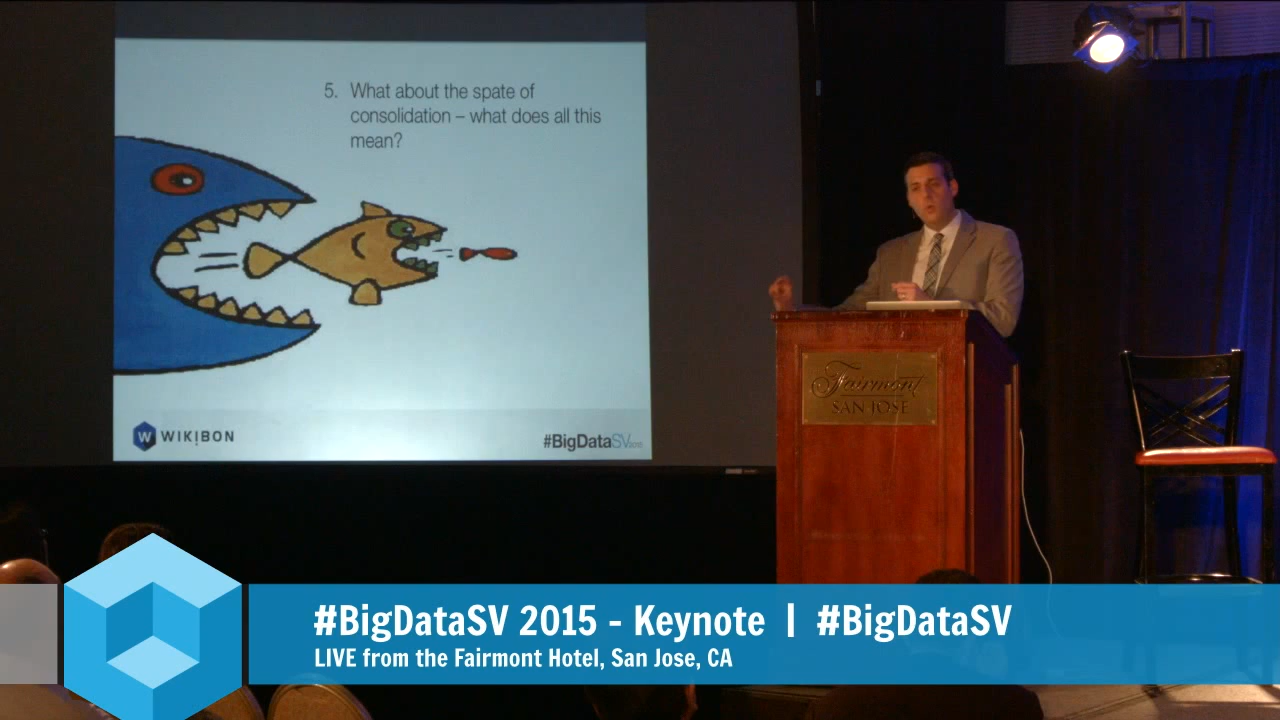 5. What about the spate of
consolidation – what does all this
mean?
W WIKIBON
#BigDataSV2015
Fairmont
SAN JOSE
#BigDataSV 2015 - Keynote | #BigDataSV
LIVE from the Fairmont Hotel, San Jose, CA